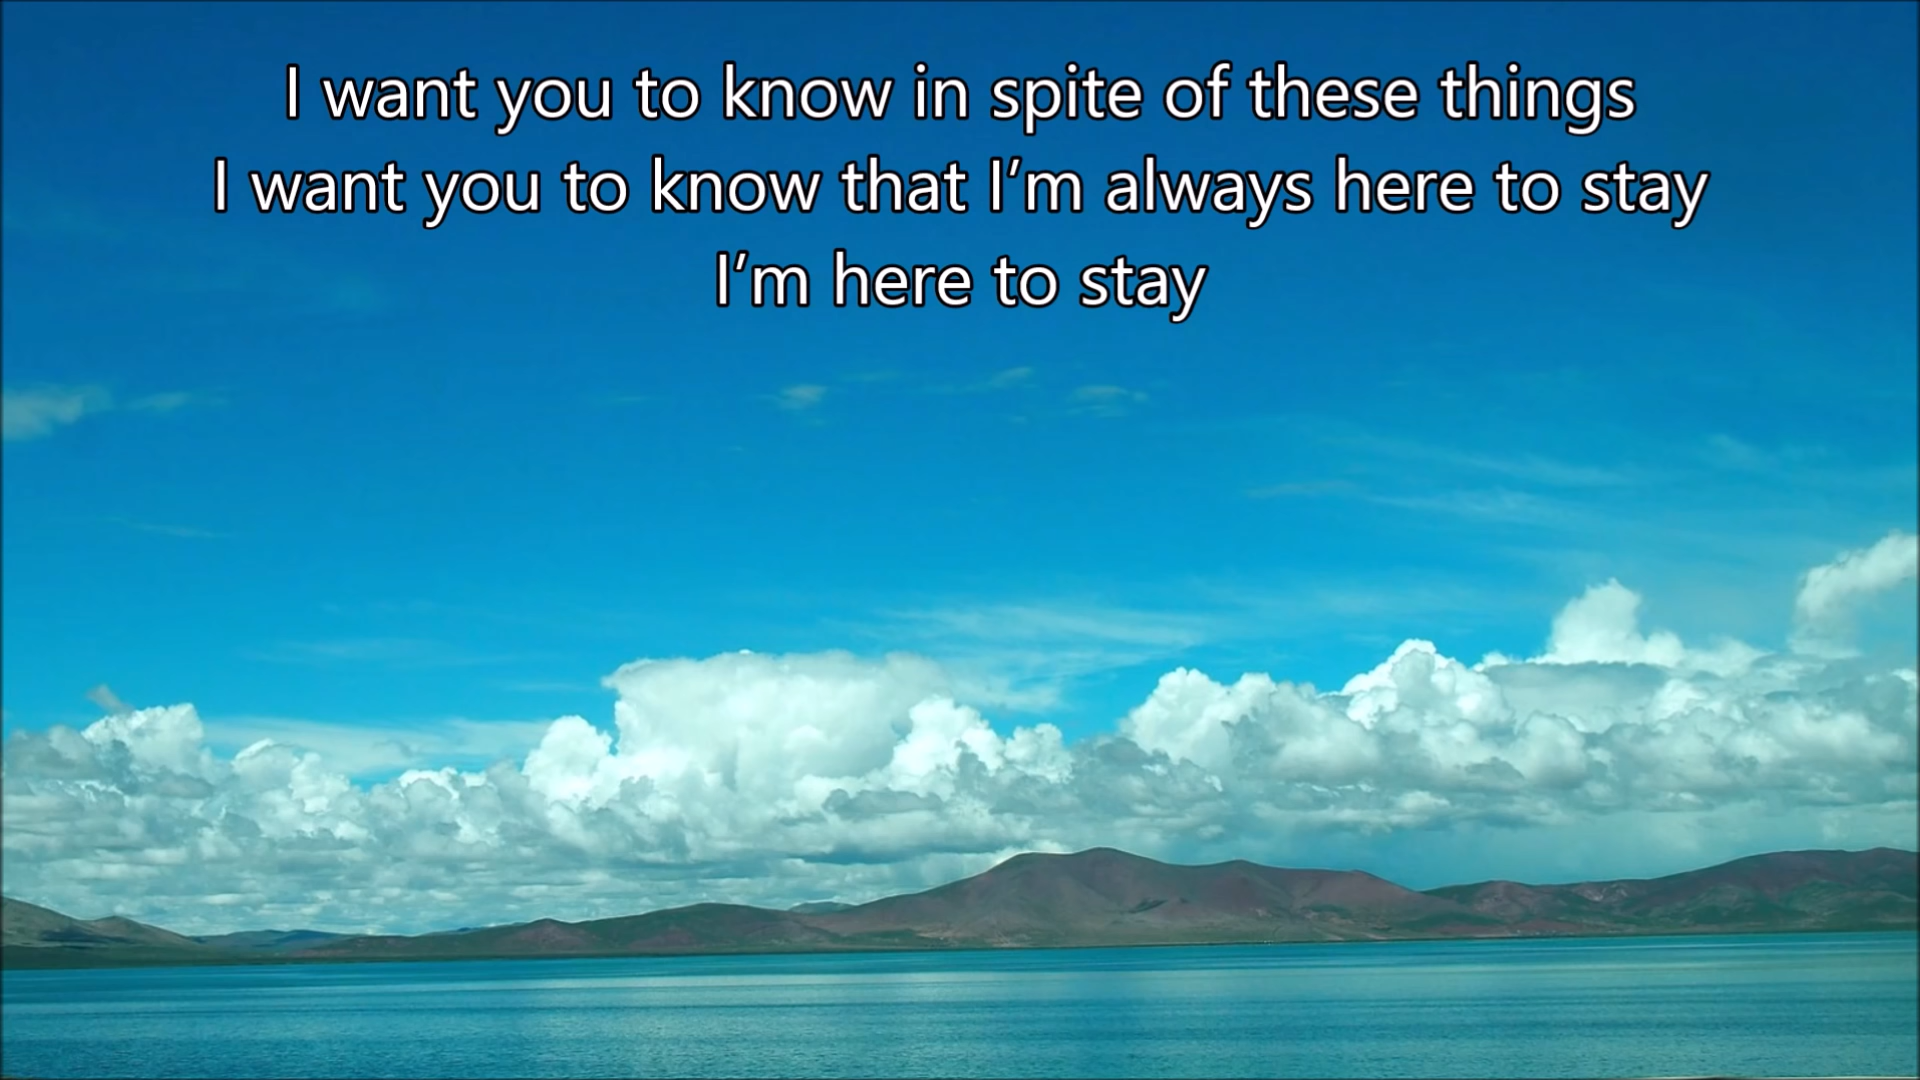 I want you to know in spite of these things
I want you to know that I’m always here to stay
I’m here to stay